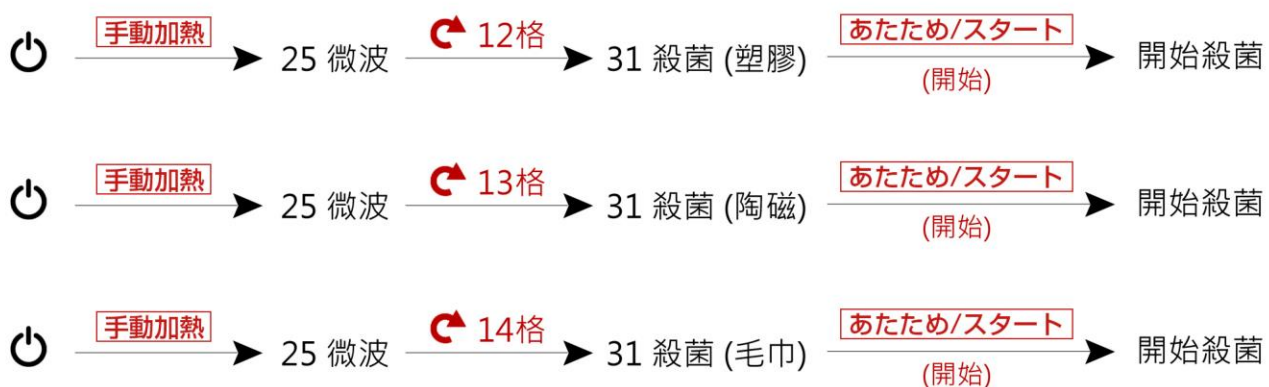 手動加熱 25 微波 12格 31 殺菌 (塑膠) あたため/スタート (開始) 開始殺菌
手動加熱 25 微波 13格 31 殺菌 (陶磁) あたため/スタート (開始) 開始殺菌
手動加熱 25 微波 14格 31 殺菌 (毛巾) あたため/スタート (開始) 開始殺菌